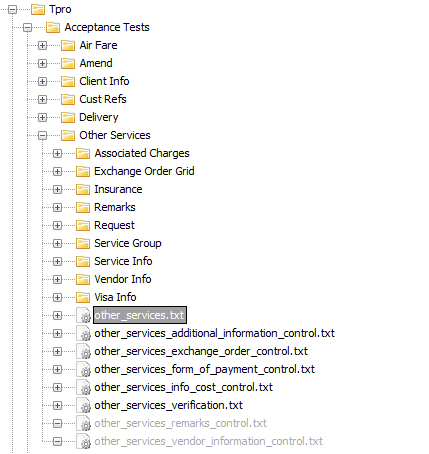 Tpro
Acceptance Tests
Air Fare
Amend
Client Info
Cust Refs
Delivery
Other Services
Associated Charges
Exchange Order Grid
Insurance
Remarks
Request
Service Group
Service Info
Vendor Info
Visa Info
other_services.txt
other_services_additional_information_control.txt
other_services_exchange_order_control.txt
other_services_form_of_payment_control.txt
other_services_info_cost_control.txt
other_services_verification.txt
other_services_remarks_control.txt
other_services_vendor_information_control.txt